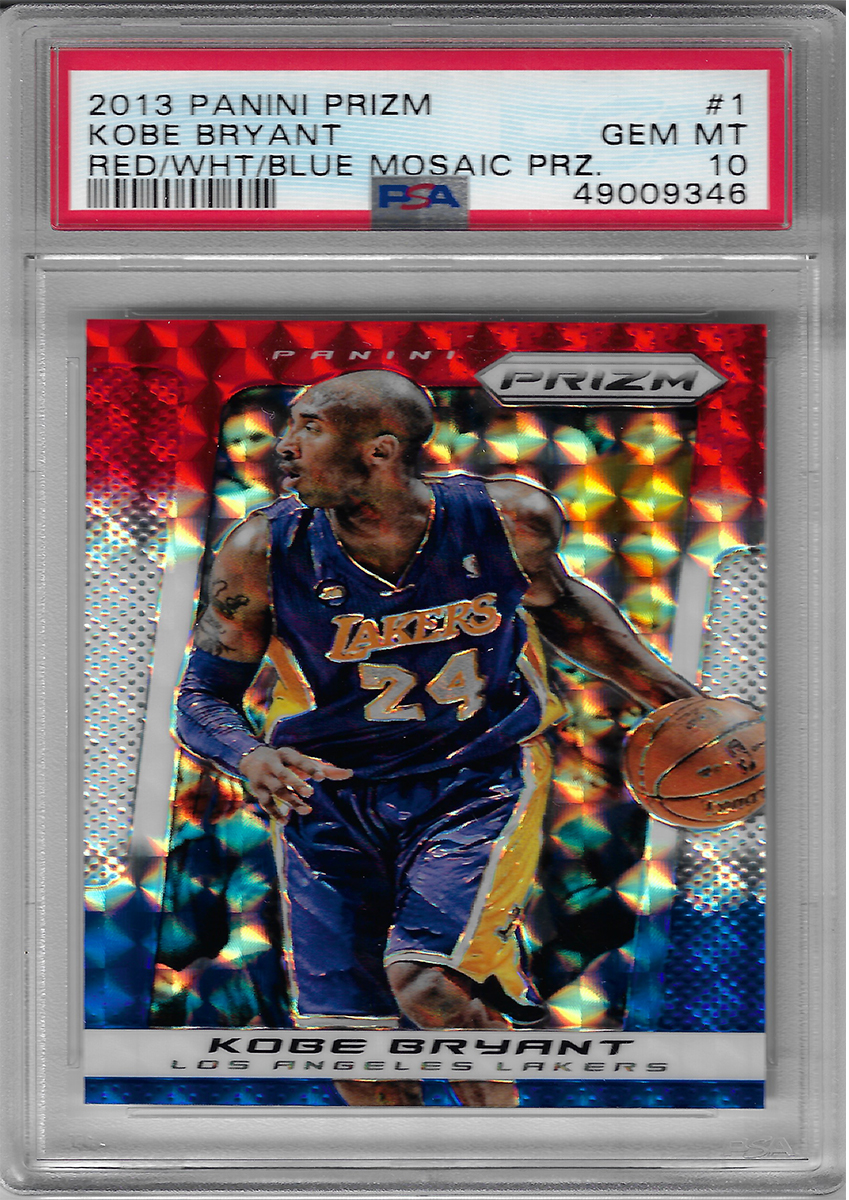 2013 PANINI PRIZM #1
KOBE BRYANT GEM MT
RED/WHT/BLUE MOSAIC PRZ. 10
PSA 49009346
PANINI
PRIZM
LAKERS
24
KOBE BRYANT
LOS ANGELES LAKERS
PSA